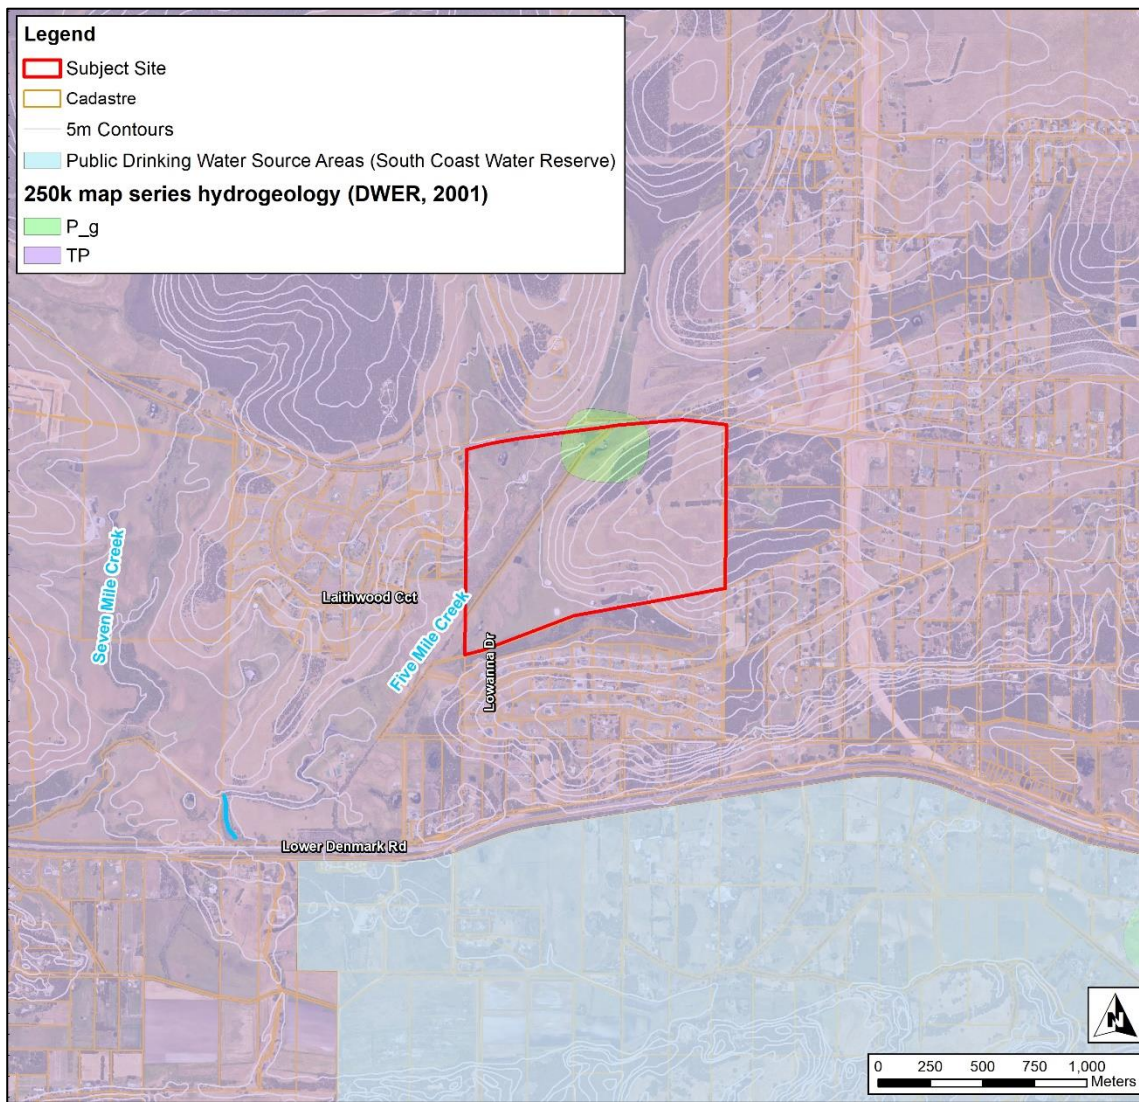 Legend
Subject Site
Cadastre
5m Contours
Public Drinking Water Source Areas (South Coast Water Reserve)
250k map series hydrogeology (DWER, 2001)
P_g
TP
Seven Mile Creek
Laithwood Cct
Five Mile Creek
Lowanna Dr
Lower Denmark Rd
N
0 250 500 750 1,000
Meters